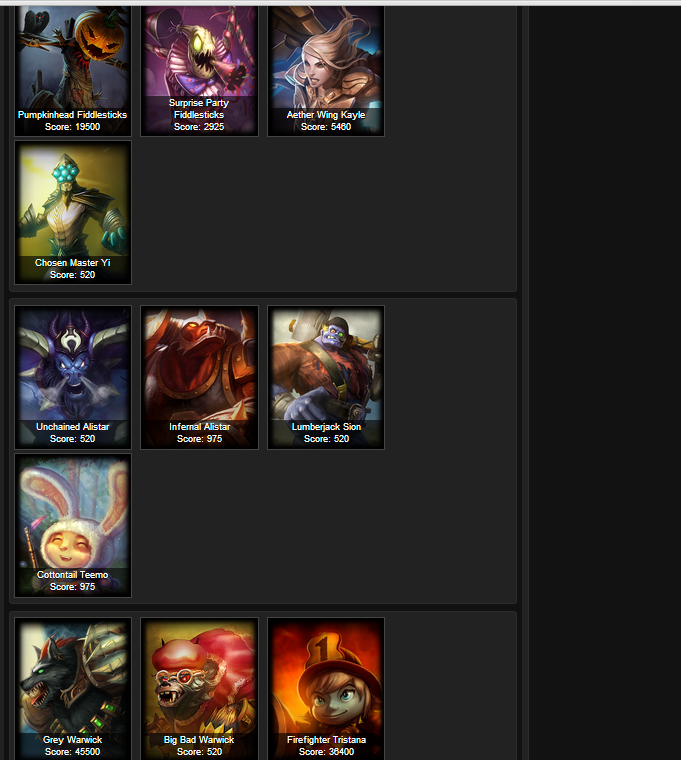 Pumpkinhead Fiddlesticks
Score: 19500
Surprise Party
Fiddlesticks
Score: 2925
Aether Wing Kayle
Score: 5460
Chosen Master Yi
Score: 520
Unchained Alistar
Score: 520
Infernal Alistar
Score: 975
Lumberjack Sion
Score: 520
Cottontail Teemo
Score: 975
Grey Warwick
Score: 45500
Big Bad Warwick
Score: 520
1
Firefighter Tristana
Score: 36400